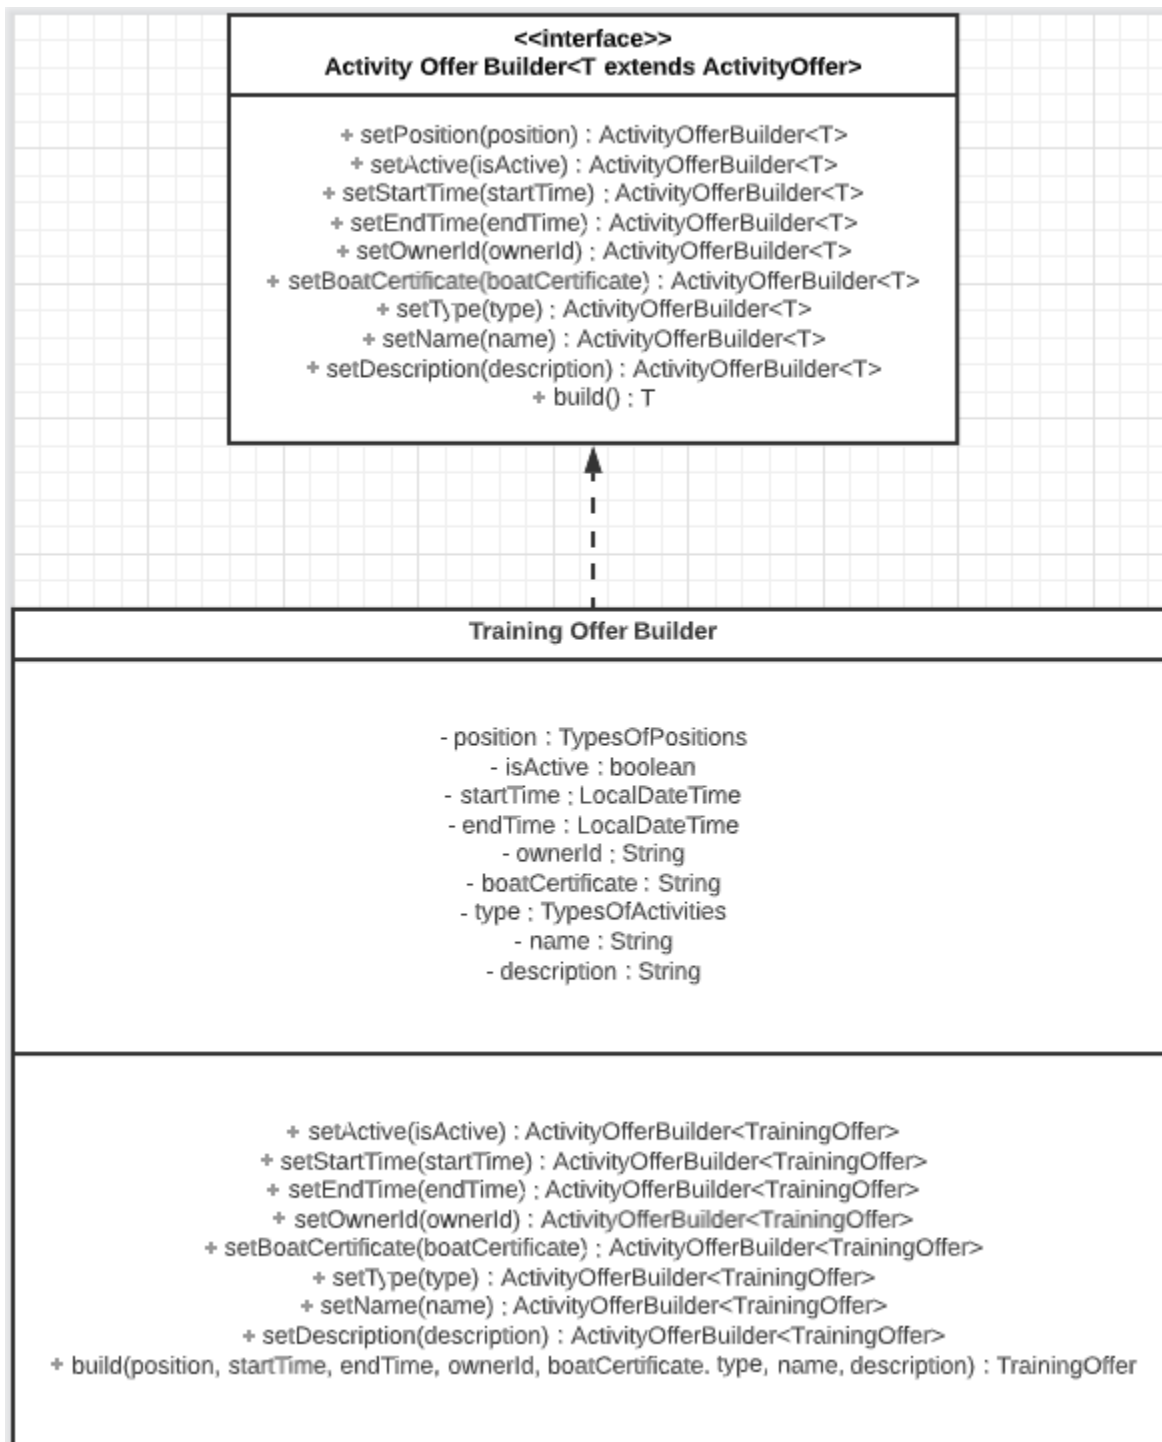 <<interface>>
Activity Offer Builder<T extends ActivityOffer>
+ setPosition(position) : ActivityOfferBuilder<T>
+ setActive(isActive) : ActivityOfferBuilder<T>
+ setStartTime(startTime) : ActivityOfferBuilder<T>
+ setEndTime(endTime) : ActivityOfferBuilder<T>
+ setOwnerId(ownerId) : ActivityOfferBuilder<T>
+ setBoatCertificate(boatCertificate) : ActivityOfferBuilder<T>
+ setType(type) : ActivityOfferBuilder<T>
+ setName(name) : ActivityOfferBuilder<T>
+ setDescription(description) : ActivityOfferBuilder<T>
+ build() : T
Training Offer Builder
- position : TypesOfPositions
- isActive : boolean
- startTime : LocalDateTime
- endTime : LocalDateTime
- ownerId : String
- boatCertificate : String
- type : TypesOfActivities
- name : String
- description : String
+ setActive(isActive) : ActivityOfferBuilder<TrainingOffer>
+ setStartTime(startTime) : ActivityOfferBuilder<TrainingOffer>
+ setEndTime(endTime) : ActivityOfferBuilder<TrainingOffer>
+ setOwnerId(ownerId) : ActivityOfferBuilder<TrainingOffer>
+ setBoatCertificate(boatCertificate) : ActivityOfferBuilder<TrainingOffer>
+ setType(type) : ActivityOfferBuilder<TrainingOffer>
+ setName(name) : ActivityOfferBuilder<TrainingOffer>
+ setDescription(description) : ActivityOfferBuilder<TrainingOffer>
+ build(position, startTime, endTime, ownerId, boatCertificate. type, name, description) : TrainingOffer